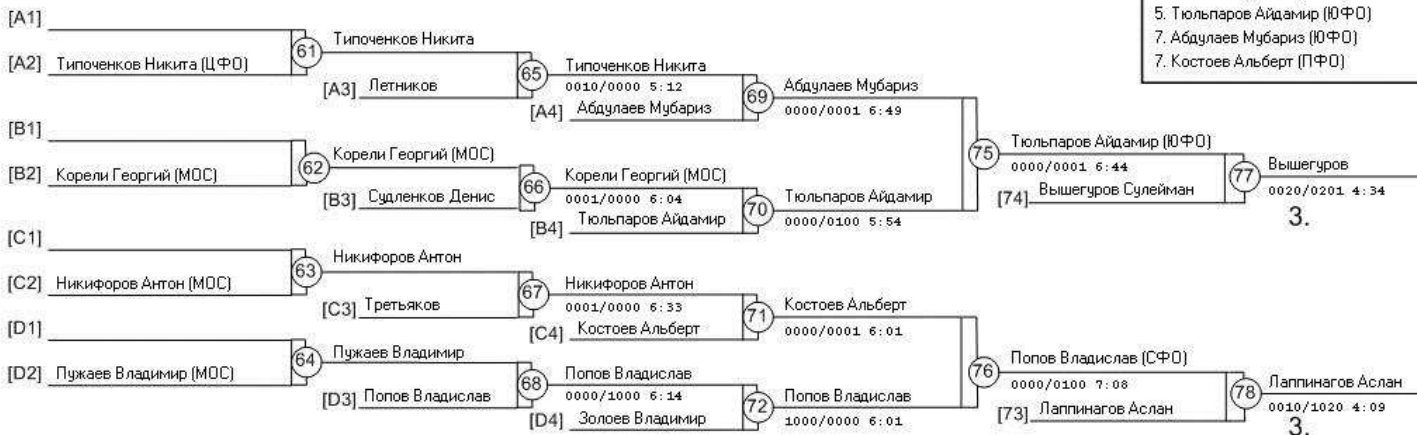 [A1]
[A2] Типоченков Никита (ЦФО)
61
Типоченков Никита
[A3] Летников
65
Типоченков Никита
0010/0000 5:12
[A4] Абдулаев Мубариз
69
Абдулаев Мубариз
0000/0001 6:49
[B1]
[B2] Корели Георгий (МОС)
62
Корели Георгий (МОС)
[B3] Судленков Денис
66
Корели Георгий (МОС)
0001/0000 6:04
[B4] Тюльпаров Айдамир
70
Тюльпаров Айдамир
0000/0100 5:54
75
Тюльпаров Айдамир (ЮФО)
0000/0001 6:44
[74] Вышегуров Сулейман
77
Вышегуров
0020/0201 4:34
3.
[C1]
[C2] Никифоров Антон (МОС)
63
Никифоров Антон
[C3] Третьяков
67
Никифоров Антон
0001/0000 6:33
[C4] Костоев Альберт
71
Костоев Альберт
0000/0001 6:01
[D1]
[D2] Пужаев Владимир (МОС)
64
Пужаев Владимир
[D3] Попов Владислав
68
Попов Владислав
0000/1000 6:14
[D4] Золоев Владимир
72
Попов Владислав
1000/0000 6:01
76
Попов Владислав (СФО)
0000/0100 7:08
[73] Лаппинагов Аслан
78
Лаппинагов Аслан
0010/1020 4:09
3.
5. Тюльпаров Айдамир (ЮФО)
7. Абдулаев Мубариз (ЮФО)
7. Костоев Альберт (ПФО)